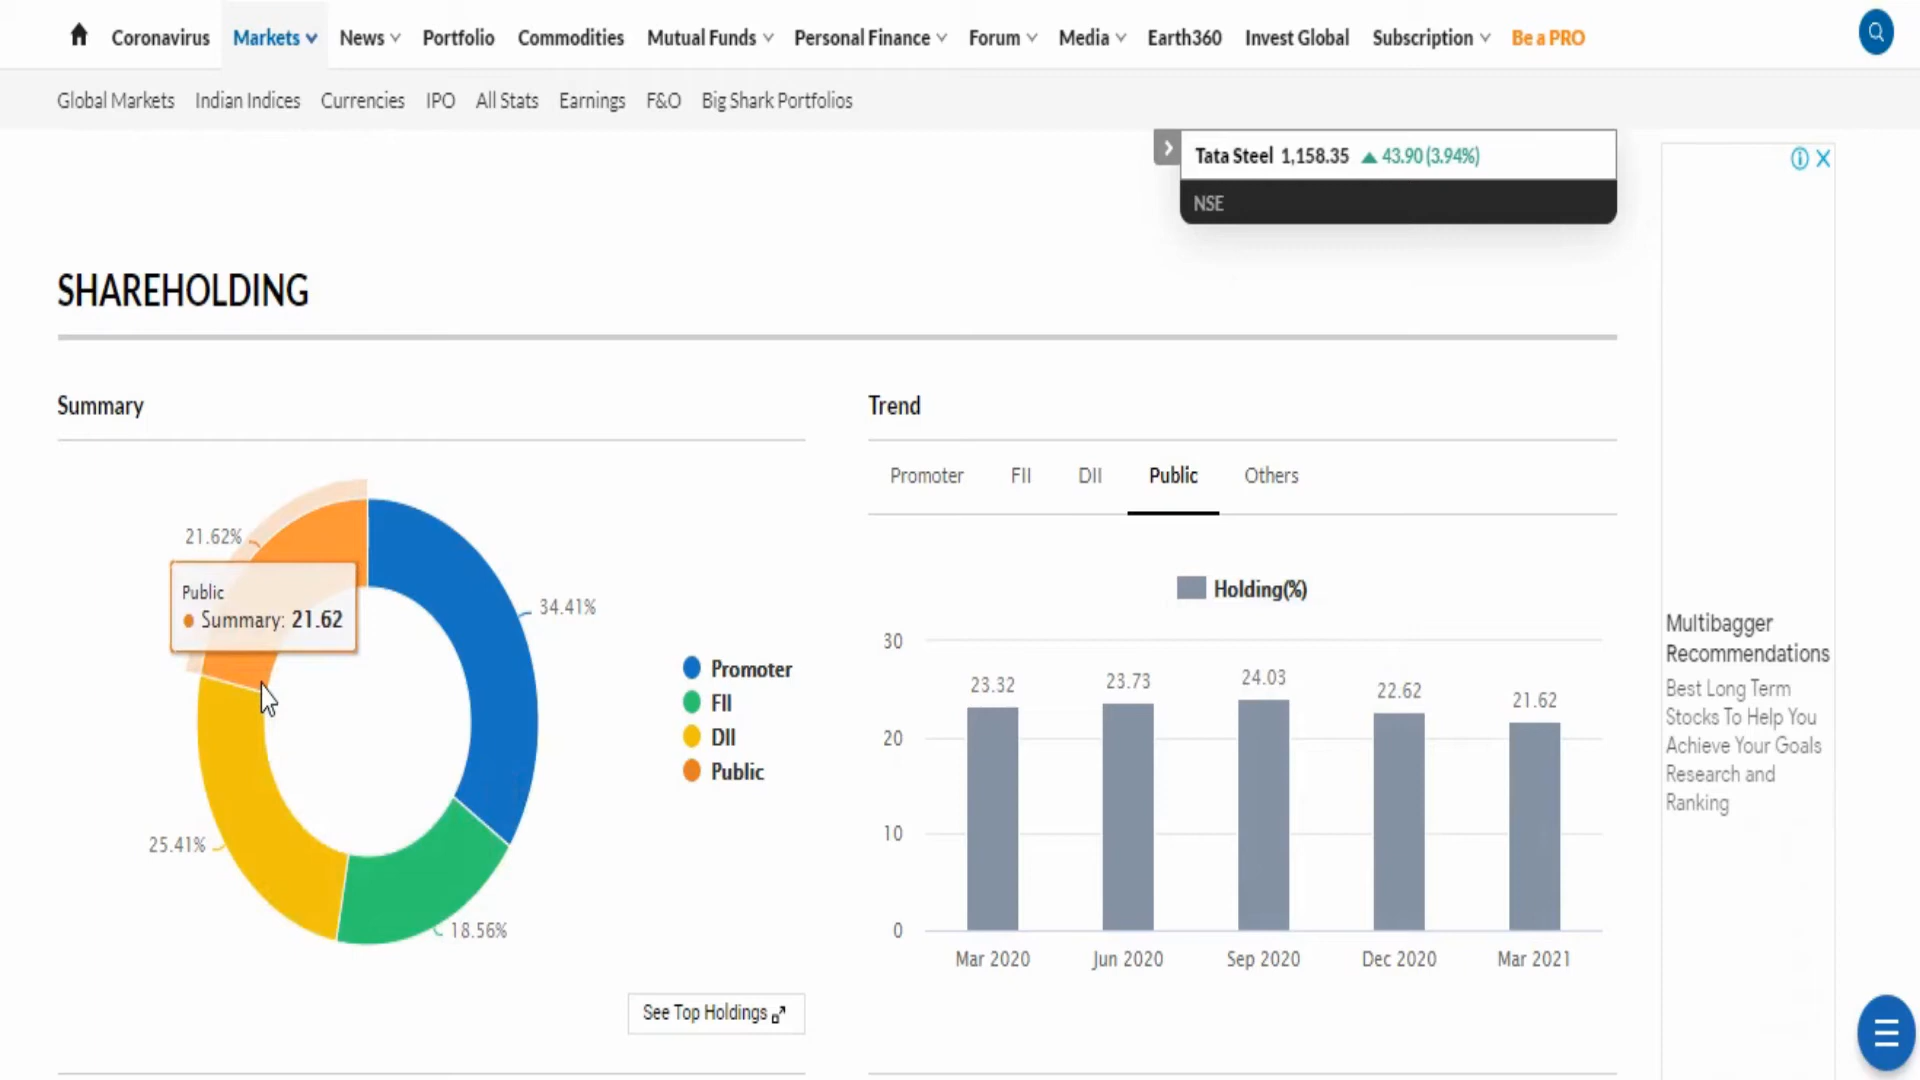 Coronavirus Markets News Portfolio Commodities Mutual Funds Personal Finance Forum Media Earth360 Invest Global Subscription Be a PRO
Global Markets Indian Indices Currencies IPO All Stats Earnings F&O Big Shark Portfolios
Tata Steel 1,158.35 ▲ 43.90 (3.94%)
NSE
SHAREHOLDING
Summary
21.62%
Public
Summary: 21.62
34.41%
25.41%
18.56%
Promoter
FII
DII
Public
See Top Holdings
Trend
Promoter FII DII Public Others
Holding(%)
30
20
10
0
23.32 23.73 24.03 22.62 21.62
Mar 2020 Jun 2020 Sep 2020 Dec 2020 Mar 2021
Multibagger
Recommendations
Best Long Term
Stocks To Help You
Achieve Your Goals
Research and
Ranking